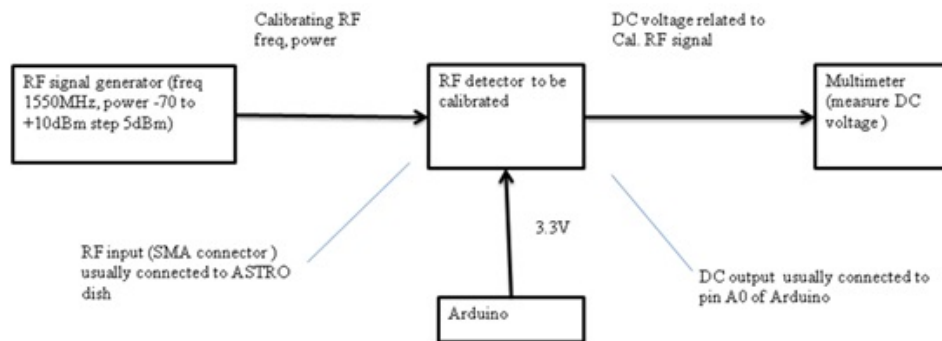 Calibrating RF
freq, power
DC voltage related to
Cal. RF signal
RF signal generator (freq
1550MHz, power -70 to
+10dBm step 5dBm)
RF detector to be
calibrated
Multimeter
(measure DC
voltage )
RF input (SMA connector )
usually connected to ASTRO
dish
3.3V
DC output usually connected to
pin A0 of Arduino
Arduino